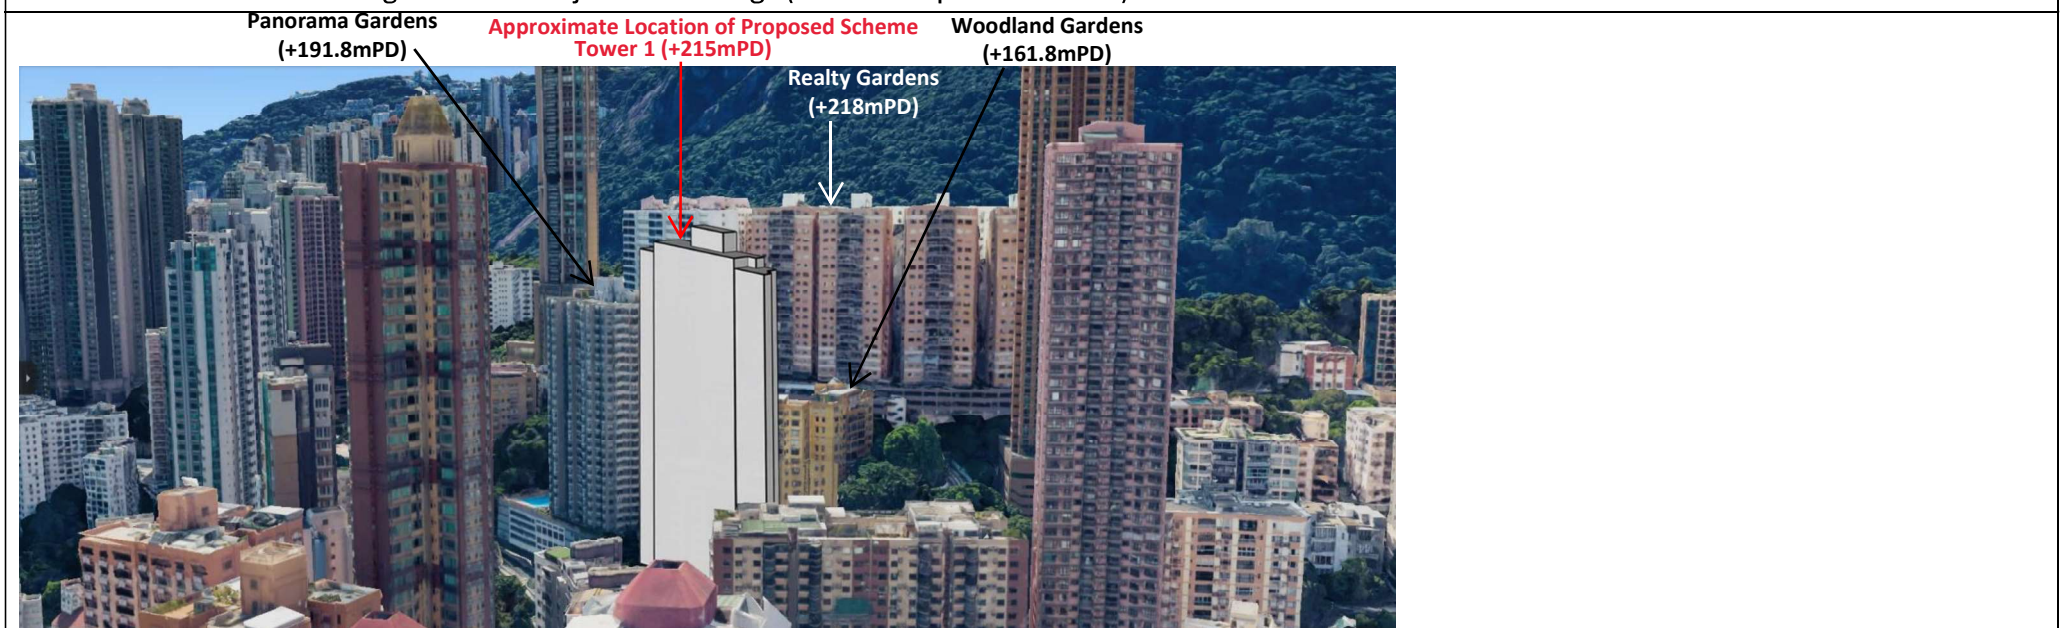 Panorama Gardens
(+191.8mPD)
Approximate Location of Proposed Scheme
Tower 1 (+215mPD)
Woodland Gardens
(+161.8mPD)
Realty Gardens
(+218mPD)